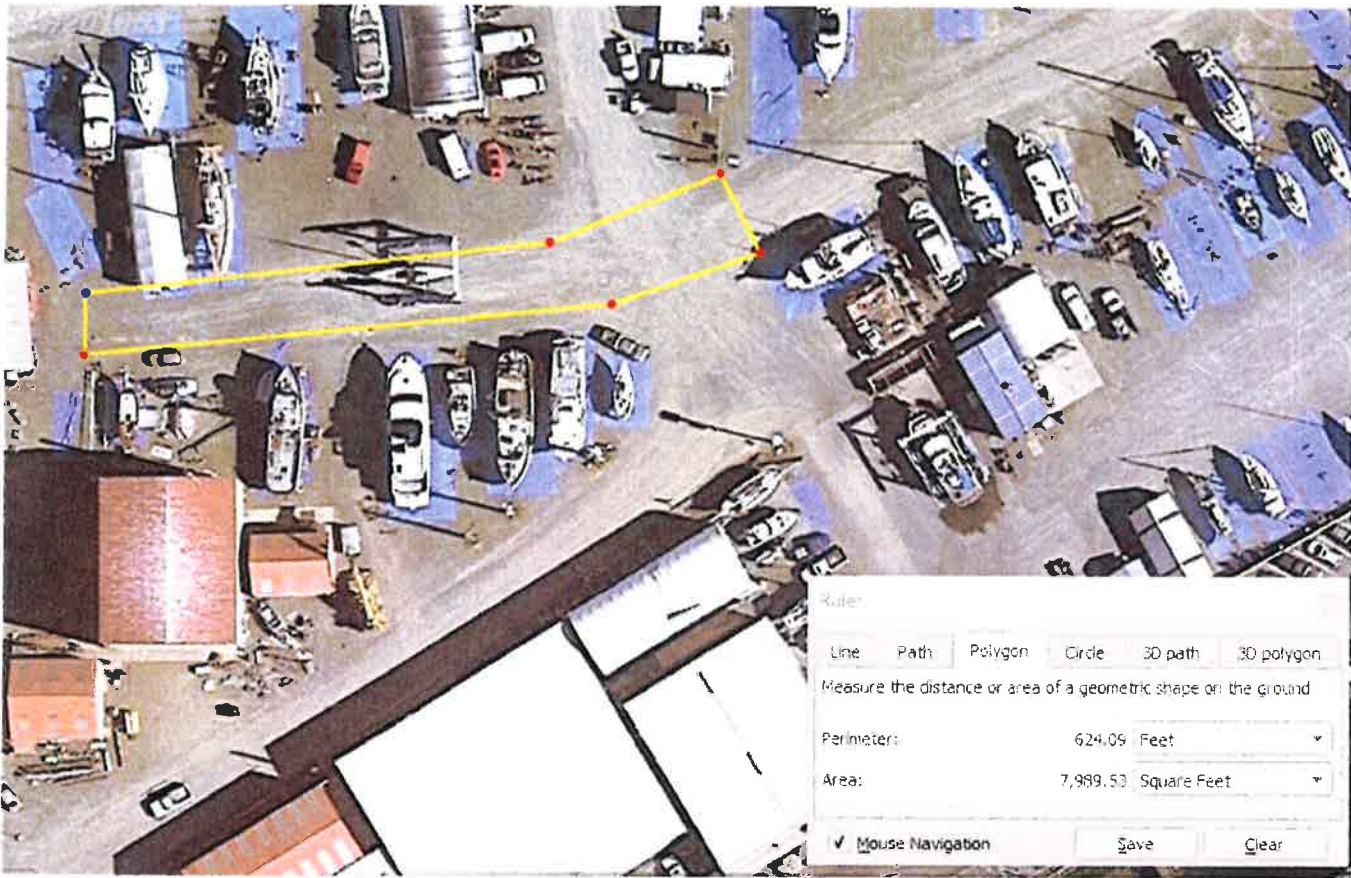 Ruler
Line Path Polygon Circle 3D path 3D polygon
Measure the distance or area of a geometric shape on the ground
Perimeter: 624.09 Feet
Area: 7,989.53 Square Feet
Mouse Navigation Save Clear